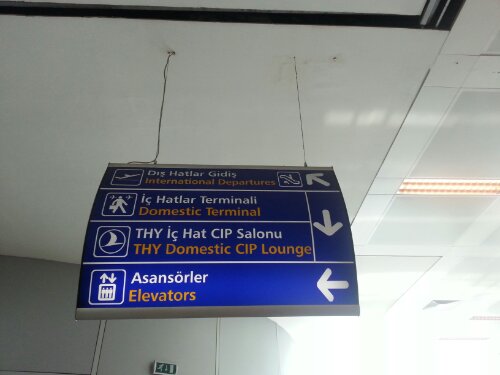 Dış Hatlar Gidiş
International Departures
İç Hatlar Terminali
Domestic Terminal
THY İç Hat CIP Salonu
THY Domestic CIP Lounge
Asansörler
Elevators